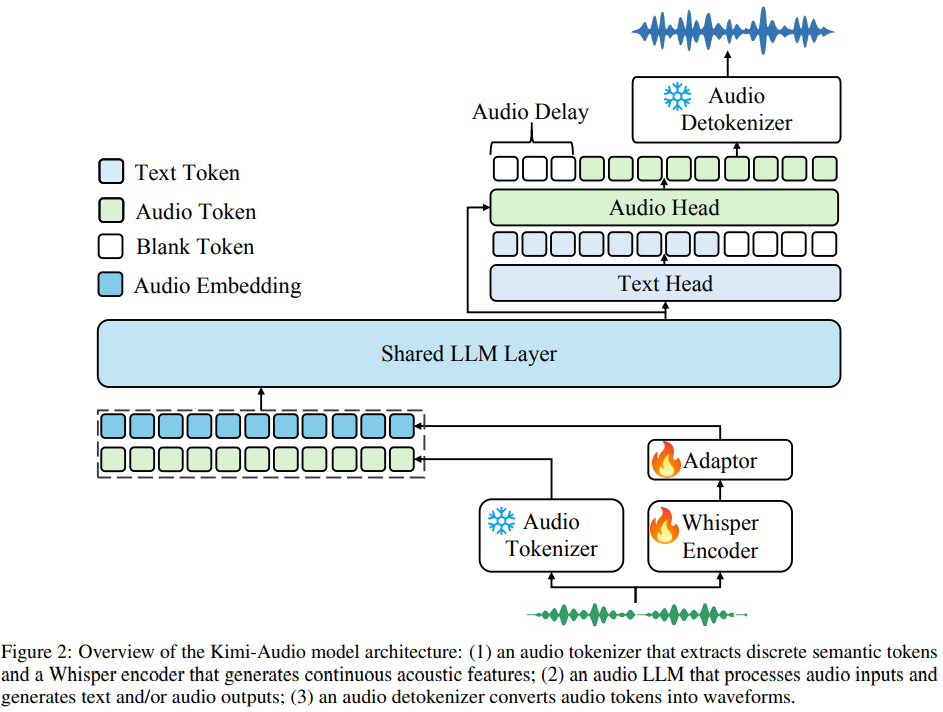 Audio
Detokenizer
Audio Delay
Text Token
Audio Token
Blank Token
Audio Embedding
Audio Head
Text Head
Shared LLM Layer
Adaptor
Audio
Tokenizer
Whisper
Encoder
Figure 2: Overview of the Kimi-Audio model architecture: (1) an audio tokenizer that extracts discrete semantic tokens
and a Whisper encoder that generates continuous acoustic features; (2) an audio LLM that processes audio inputs and
generates text and/or audio outputs; (3) an audio detokenizer converts audio tokens into waveforms.